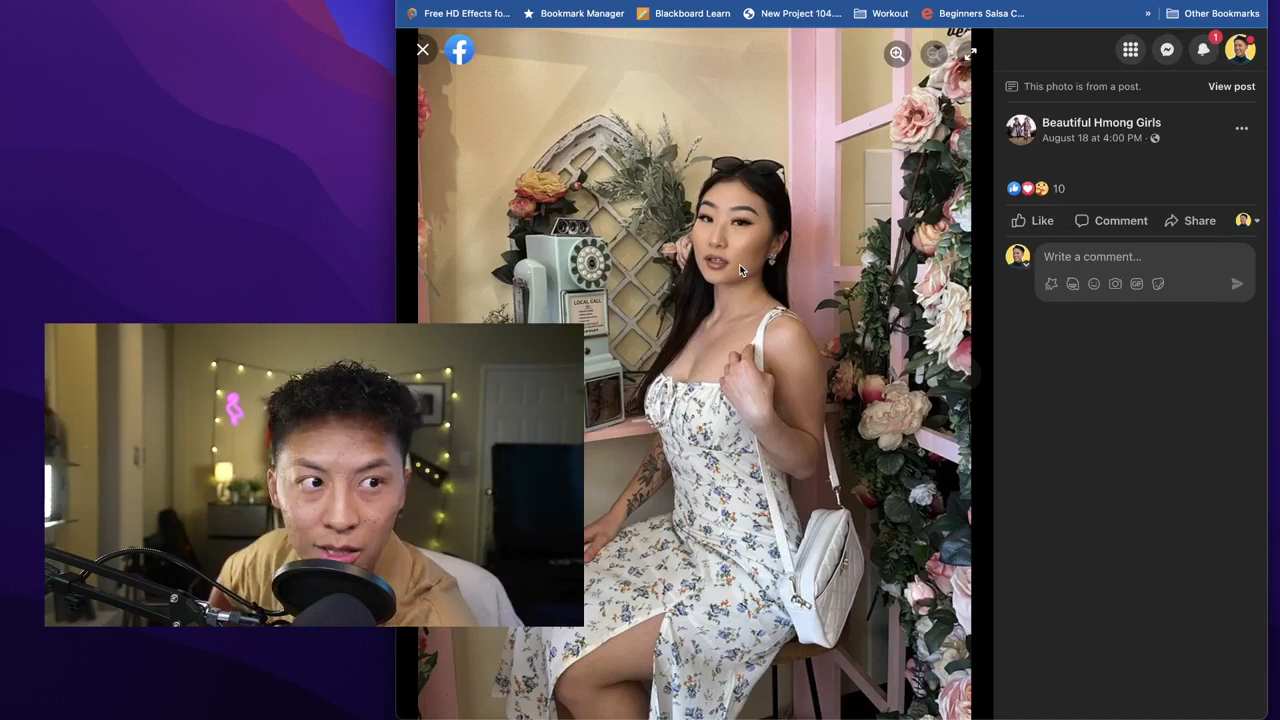 Free HD Effects fo...
Bookmark Manager
Blackboard Learn
New Project 104....
Workout
Beginners Salsa C...
»
Other Bookmarks
1
This photo is from a post.
View post
Beautiful Hmong Girls
August 18 at 4:00 PM ·
10
Like
Comment
Share
Write a comment...
GIF
LOCAL CALL